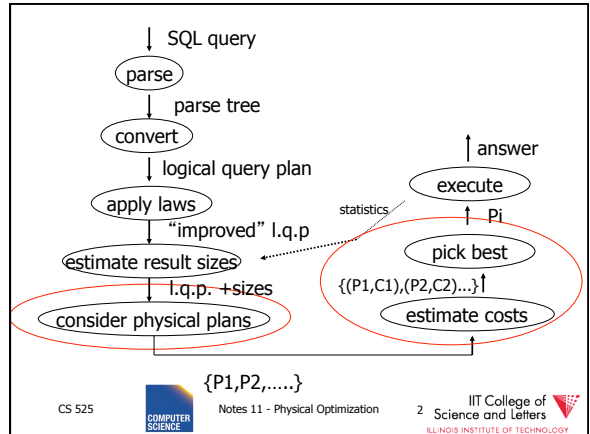 SQL query
parse
parse tree
convert
logical query plan
apply laws
"improved" l.q.p
estimate result sizes
l.q.p. +sizes
consider physical plans
{P1,P2,…..}
estimate costs
{(P1,C1),(P2,C2)...}
pick best
Pi
statistics
execute
answer
CS 525
COMPUTER
SCIENCE
Notes 11 - Physical Optimization
2
IIT College of
Science and Letters
ILLINOIS INSTITUTE OF TECHNOLOGY